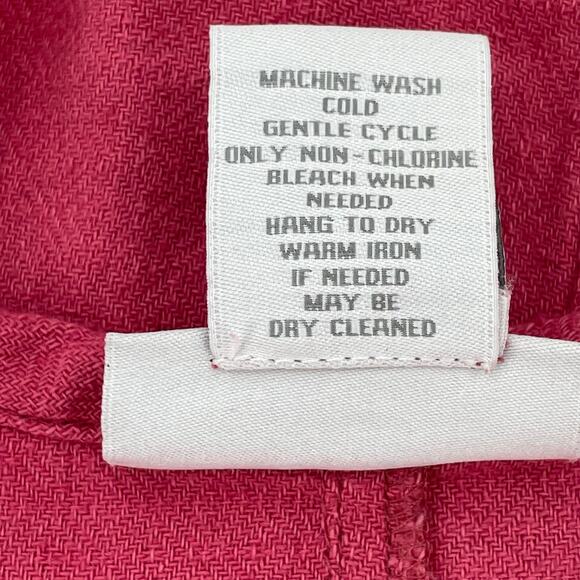 MACHINE WASH
COLD
GENTLE CYCLE
ONLY NON-CHLORINE
BLEACH WHEN
NEEDED
HANG TO DRY
WARM IRON
IF NEEDED
MAY BE
DRY CLEANED